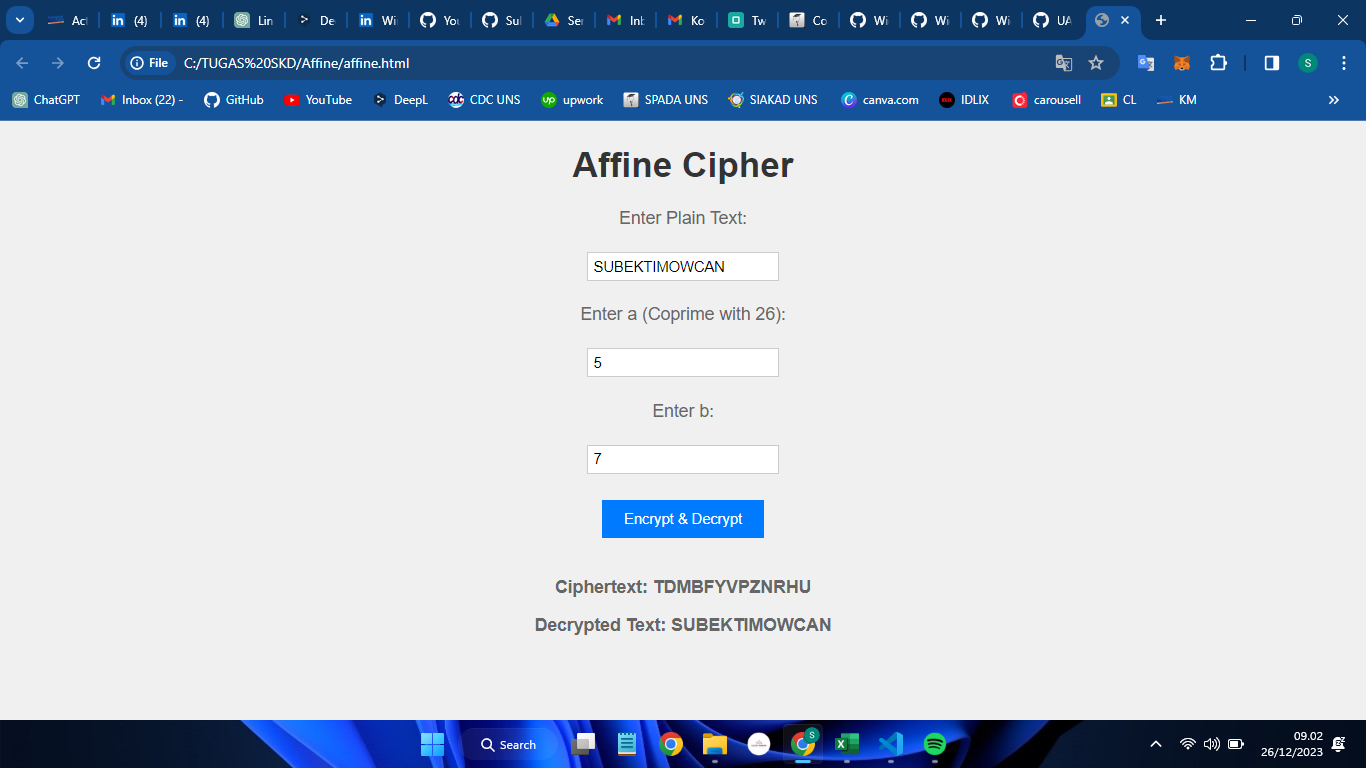 Act
(4)
(4)
Lin
De
Wi
You
Sul
Ser
Int
Ko
Tw
Co
Wi
Wi
Wi
UA
File C:/TUGAS%20SKD/Affine/affine.html
S
ChatGPT
Inbox (22) -
GitHub
YouTube
DeepL
CDC UNS
upwork
SPADA UNS
SIAKAD UNS
canva.com
IDLIX
carousell
CL
KM
Affine Cipher
Enter Plain Text:
SUBEKTIMOWCAN
Enter a (Coprime with 26):
5
Enter b:
7
Encrypt & Decrypt
Ciphertext: TDMBFYVPZNRHU
Decrypted Text: SUBEKTIMOWCAN
Search
S
09.02
26/12/2023